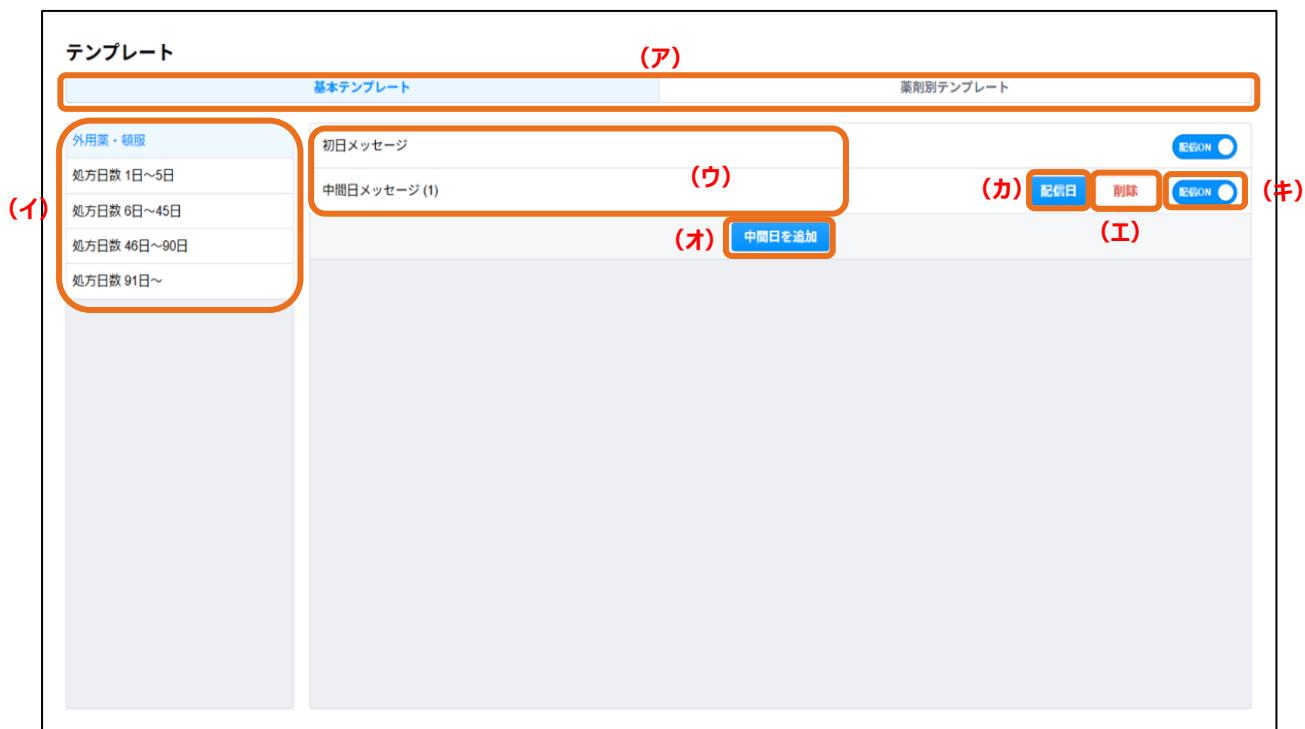 テンプレート
(ア)
基本テンプレート 薬剤別テンプレート
(イ)
外用薬・頓服
処方日数 1日～5日
処方日数 6日～45日
処方日数 46日～90日
処方日数 91日～
初日メッセージ
配信ON
中間日メッセージ (1)
(ウ)
(カ)
配信日
削除
配信ON
(キ)
(エ)
(オ)
中間日を追加